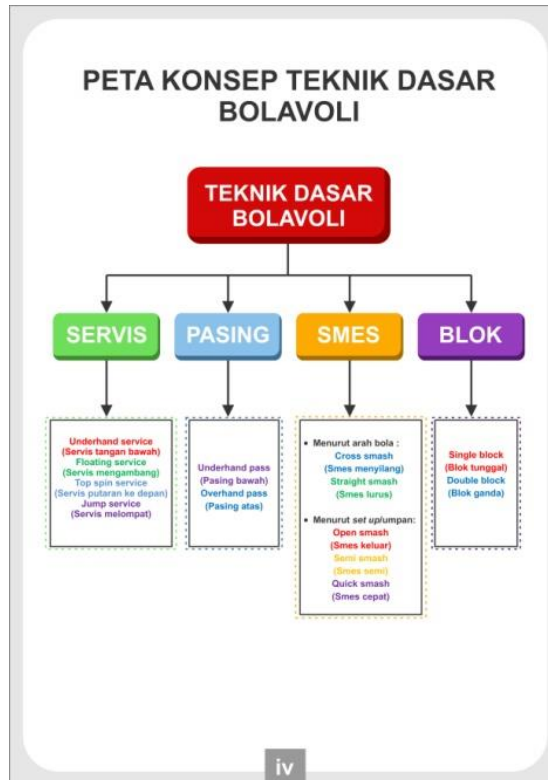 PETA KONSEP TEKNIK DASAR
BOLAVOLI
TEKNIK DASAR
BOLAVOLI
SERVIS
PASING
SMES
BLOK
Underhand service
(Servis tangan bawah)
Floating service
(Servis mengambang)
Top spin service
(Servis putaran ke depan)
Jump service
(Servis melompat)
Underhand pass
(Pasing bawah)
Overhand pass
(Pasing atas)
• Menurut arah bola :
Cross smash
(Smes menyilang)
Straight smash
(Smes lurus)
• Menurut set up/umpan:
Open smash
(Smes keluar)
Semi smash
(Smes semi)
Quick smash
(Smes cepat)
Single block
(Blok tunggal)
Double block
(Blok ganda)
iv